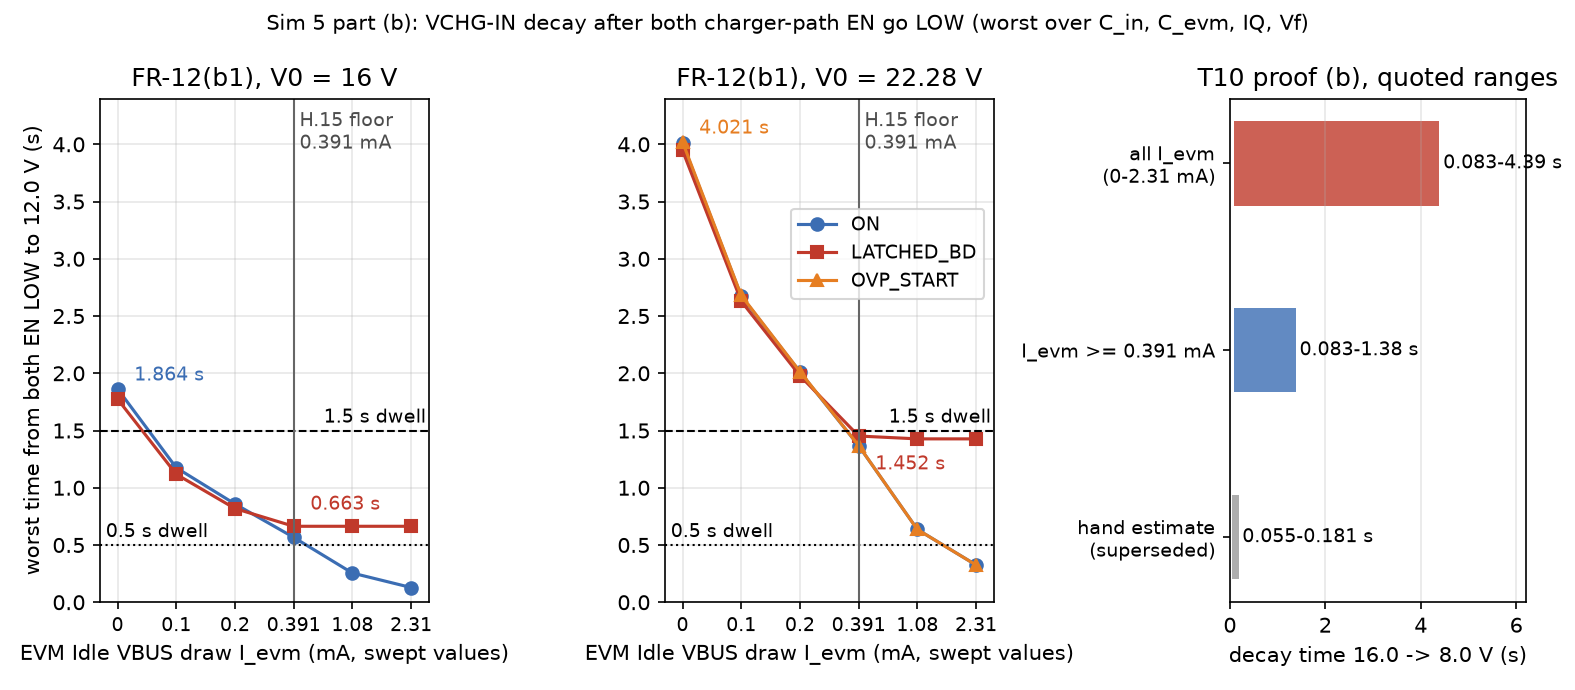 Sim 5 part (b): VCHG-IN decay after both charger-path EN go LOW (worst over C_in, C_evm, IQ, Vf)
FR-12(b1), V0 = 16 V
worst time from both EN LOW to 12.0 V (s)
4.0
3.5
3.0
2.5
2.0
1.5
1.0
0.5
0.0
H.15 floor
0.391 mA
1.864 s
1.5 s dwell
0.663 s
0.5 s dwell
0
0.1
0.2
0.391
1.08
2.31
EVM Idle VBUS draw I_evm (mA, swept values)
FR-12(b1), V0 = 22.28 V
4.0
3.5
3.0
2.5
2.0
1.5
1.0
0.5
0.0
4.021 s
H.15 floor
0.391 mA
ON
LATCHED_BD
OVP_START
1.5 s dwell
1.452 s
0.5 s dwell
0
0.1
0.2
0.391
1.08
2.31
EVM Idle VBUS draw I_evm (mA, swept values)
T10 proof (b), quoted ranges
all I_evm
(0-2.31 mA)
0.083-4.39 s
I_evm >= 0.391 mA
0.083-1.38 s
hand estimate
(superseded)
0.055-0.181 s
0
2
4
6
decay time 16.0 -> 8.0 V (s)